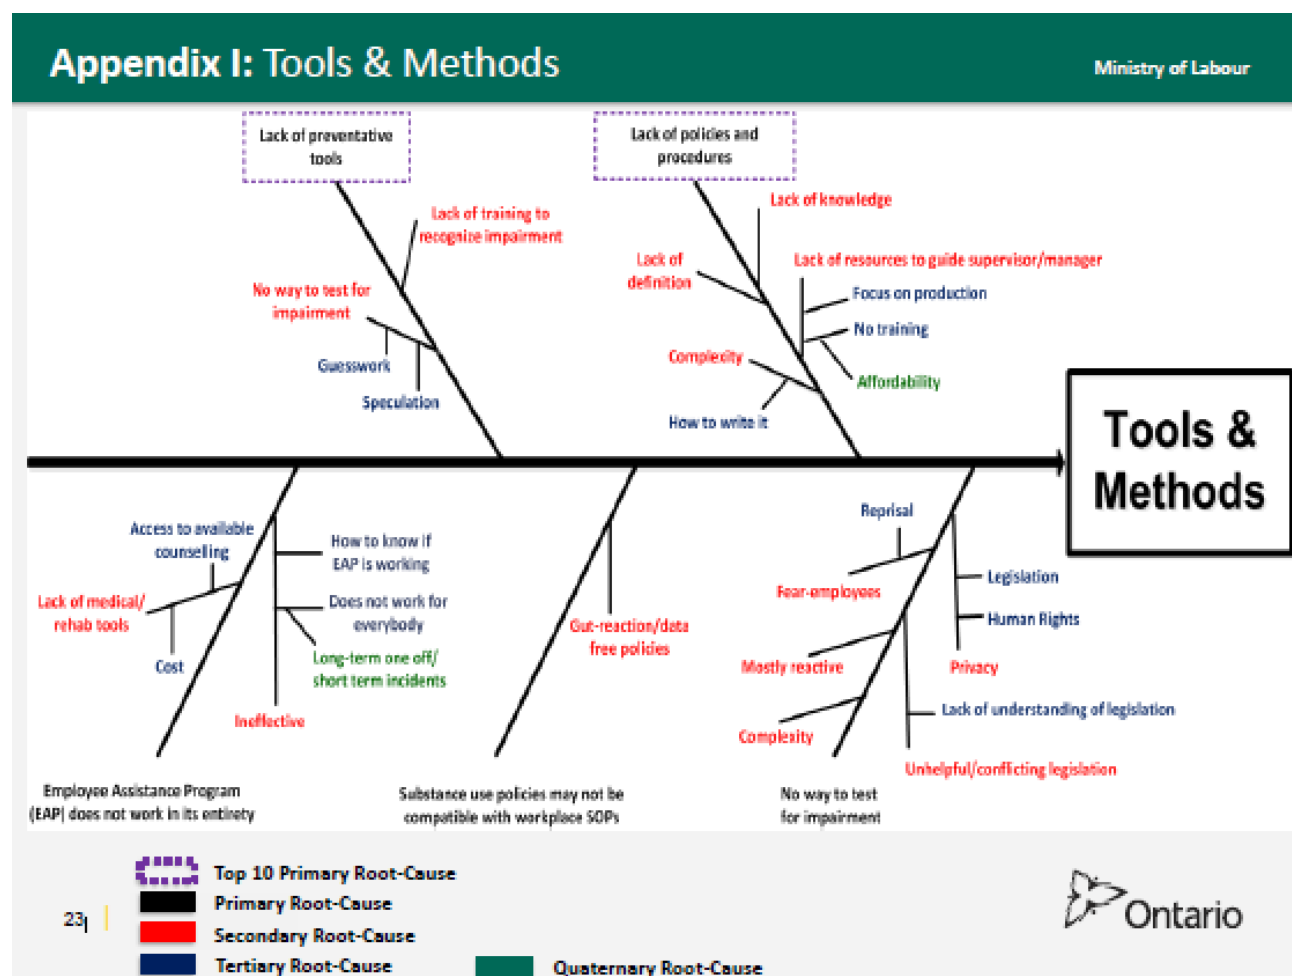 Appendix I: Tools & Methods
Ministry of Labour
Lack of preventative
tools
Lack of policies and
procedures
Lack of training to
recognize impairment
No way to test for
impairment
Guesswork
Speculation
Lack of knowledge
Lack of
definition
Lack of resources to guide supervisor/manager
Focus on production
No training
Affordability
Complexity
How to write it
Tools &
Methods
Access to available
counselling
Lack of medical/
rehab tools
Cost
How to know if
EAP is working
Does not work for
everybody
Long-term one off/
short term incidents
Ineffective
Gut-reaction/data
free policies
Reprisal
Fear-employees
Legislation
Human Rights
Privacy
Mostly reactive
Complexity
Lack of understanding of legislation
Unhelpful/conflicting legislation
Employee Assistance Program
(EAP) does not work in its entirety
Substance use policies may not be
compatible with workplace SOPs
No way to test
for impairment
Top 10 Primary Root-Cause
Primary Root-Cause
Secondary Root-Cause
Tertiary Root-Cause
Quaternary Root-Cause
23
Ontario